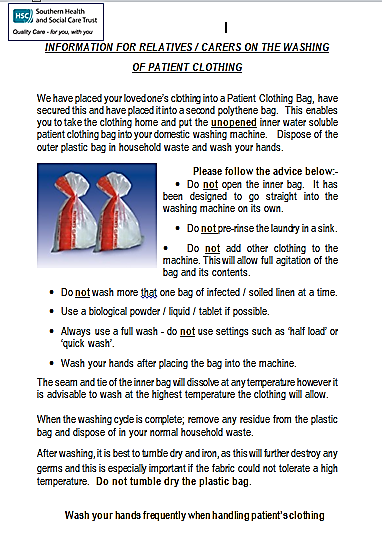 HSC Southern Health
and Social Care Trust
Quality Care - for you, with you
INFORMATION FOR RELATIVES / CARERS ON THE WASHING
OF PATIENT CLOTHING
We have placed your loved one's clothing into a Patient Clothing Bag, have
secured this and have placed it into a second polythene bag. This enables
you to take the clothing home and put the unopened inner water soluble
patient clothing bag into your domestic washing machine. Dispose of the
outer plastic bag in household waste and wash your hands.
Please follow the advice below:-
• Do not open the inner bag. It has
been designed to go straight into the
washing machine on its own.
• Do not pre-rinse the laundry in a sink.
• Do not add other clothing to the
machine. This will allow full agitation of the
bag and its contents.
• Do not wash more that one bag of infected / soiled linen at a time.
• Use a biological powder / liquid / tablet if possible.
• Always use a full wash - do not use settings such as 'half load' or
'quick wash'.
• Wash your hands after placing the bag into the machine.
The seam and tie of the inner bag will dissolve at any temperature however it
is advisable to wash at the highest temperature the clothing will allow.
When the washing cycle is complete; remove any residue from the plastic
bag and dispose of in your normal household waste.
After washing, it is best to tumble dry and iron, as this will further destroy any
germs and this is especially important if the fabric could not tolerate a high
temperature. Do not tumble dry the plastic bag.
Wash your hands frequently when handling patient's clothing